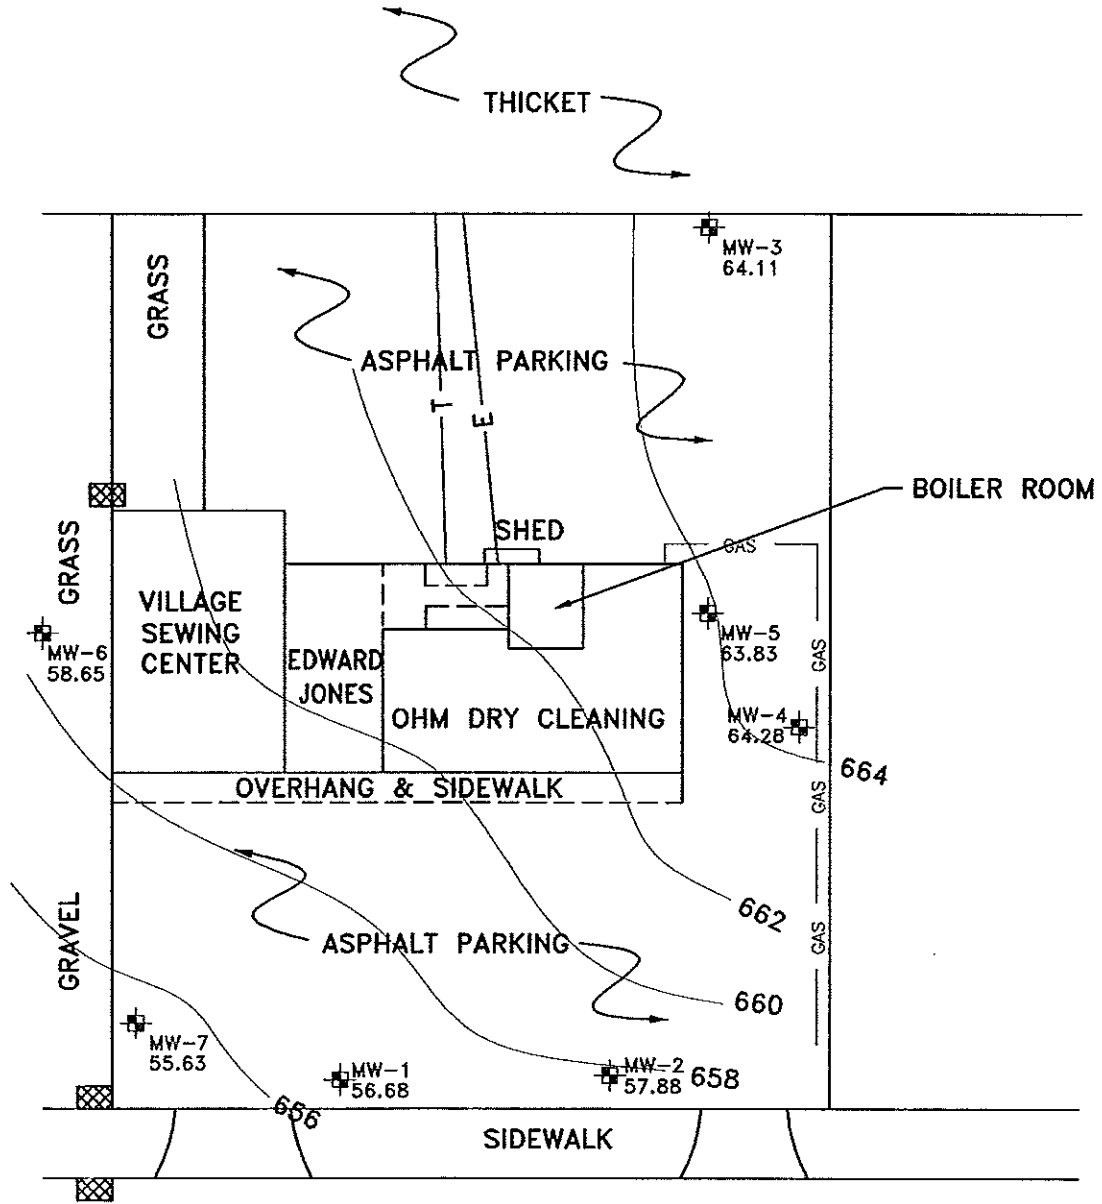 THICKET
MW-3
64.11
GRASS
ASPHALT PARKING
T
E
BOILER ROOM
SHED
GAS
GRASS
VILLAGE
SEWING
CENTER
MW-5
63.83
GAS
MW-6
58.65
EDWARD
JONES
OHM DRY CLEANING
MW-4
64.28
664
OVERHANG & SIDEWALK
GAS
662
GRAVEL
ASPHALT PARKING
GAS
660
MW-7
55.63
MW-1
56.68
MW-2
57.88
658
656
SIDEWALK